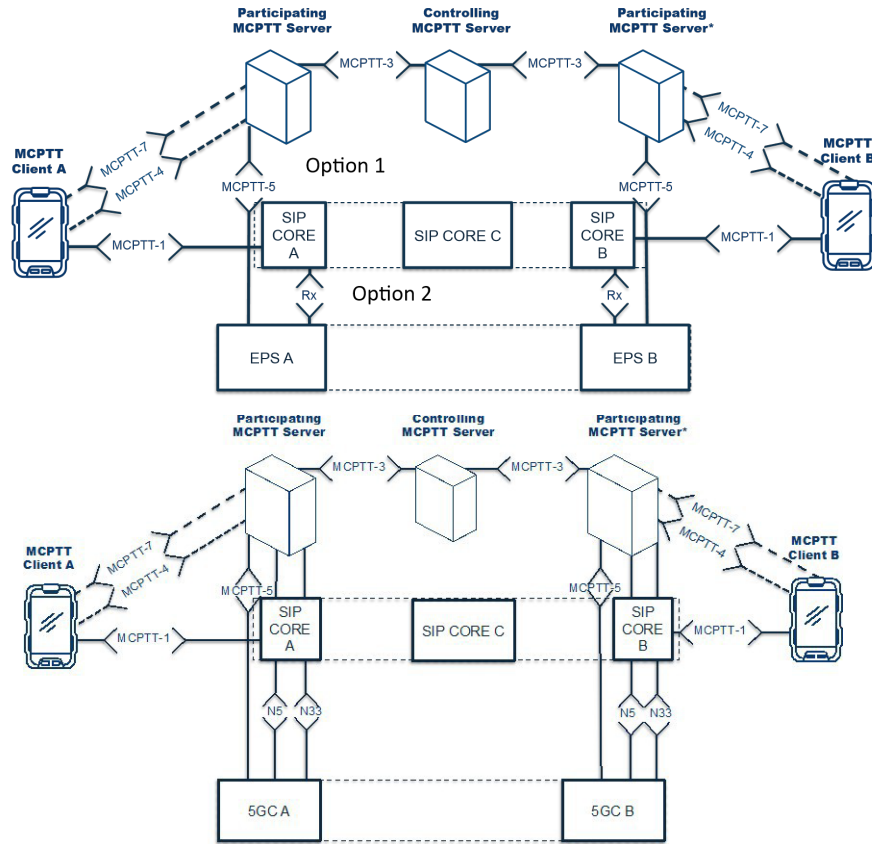 Participating
MCPTT Server
Controlling
MCPTT Server
Participating
MCPTT Server*
MCPTT-3
MCPTT-3
MCPTT
Client A
MCPTT-7
MCPTT-4
MCPTT-7
MCPTT-4
MCPTT
Client B
Option 1
MCPTT-5
MCPTT-5
MCPTT-1
SIP
CORE
A
SIP CORE C
SIP
CORE
B
MCPTT-1
Rx
Option 2
Rx
EPS A
EPS B
Participating
MCPTT Server
Controlling
MCPTT Server
Participating
MCPTT Server*
MCPTT-3
MCPTT-3
MCPTT
Client A
MCPTT-7
MCPTT-4
MCPTT-7
MCPTT-4
MCPTT
Client B
MCPTT-5
MCPTT-5
MCPTT-1
SIP
CORE
A
SIP CORE C
SIP
CORE
B
MCPTT-1
N5
N33
N5
N33
5GC A
5GC B